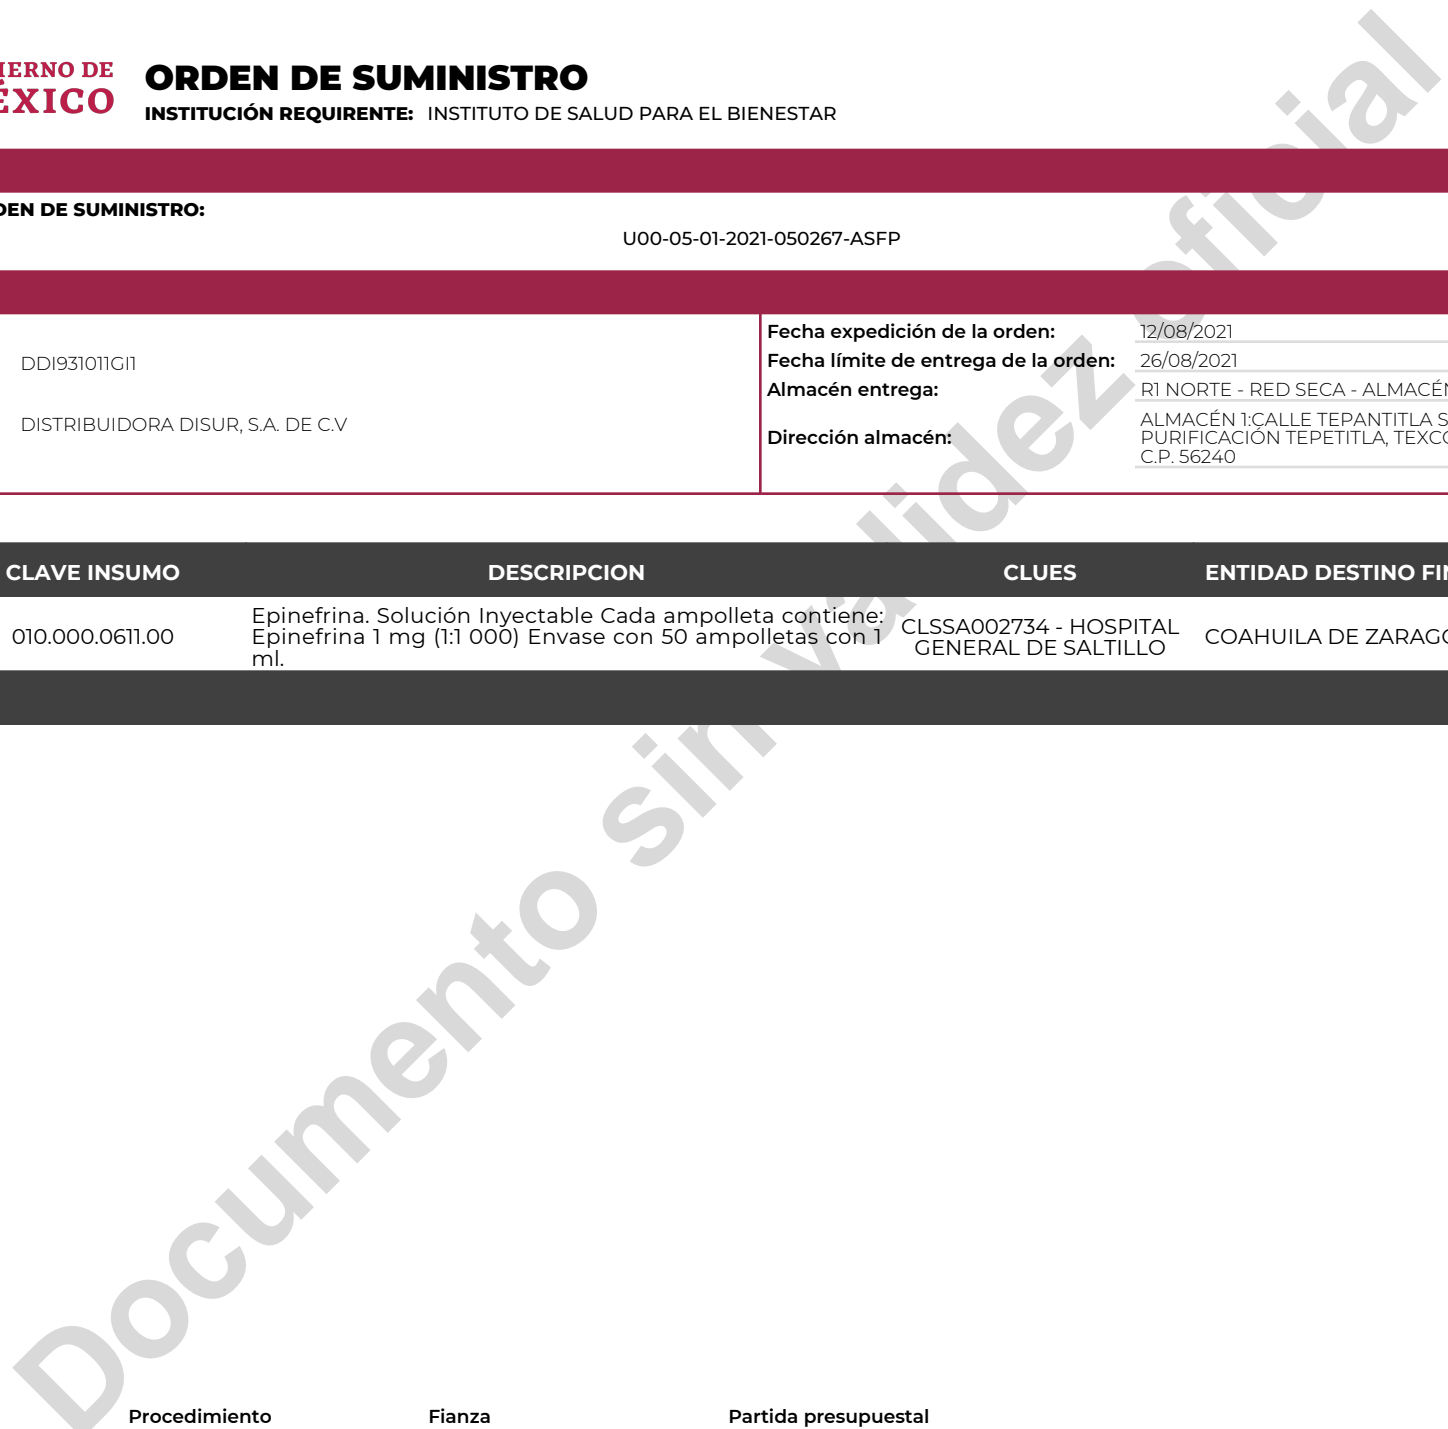 IERNO DE
ÉXICO
ORDEN DE SUMINISTRO
INSTITUCIÓN REQUIRENTE: INSTITUTO DE SALUD PARA EL BIENESTAR
DEN DE SUMINISTRO:
U00-05-01-2021-050267-ASFP
DDI931011GI1
DISTRIBUIDORA DISUR, S.A. DE C.V
Fecha expedición de la orden: 12/08/2021
Fecha límite de entrega de la orden: 26/08/2021
Almacén entrega: R1 NORTE - RED SECA - ALMACÉN
Dirección almacén: ALMACÉN 1:CALLE TEPANTITLA S
PURIFICACIÓN TEPETITLA, TEXCO
C.P. 56240
CLAVE INSUMO DESCRIPCION CLUES ENTIDAD DESTINO FIN
010.000.0611.00
Epinefrina. Solución Inyectable Cada ampolleta contiene:
Epinefrina 1 mg (1:1 000) Envase con 50 ampolletas con 1
ml.
CLSSA002734 - HOSPITAL
GENERAL DE SALTILLO
COAHUILA DE ZARAGO
Documento sin validez oficial
Procedimiento Fianza Partida presupuestal